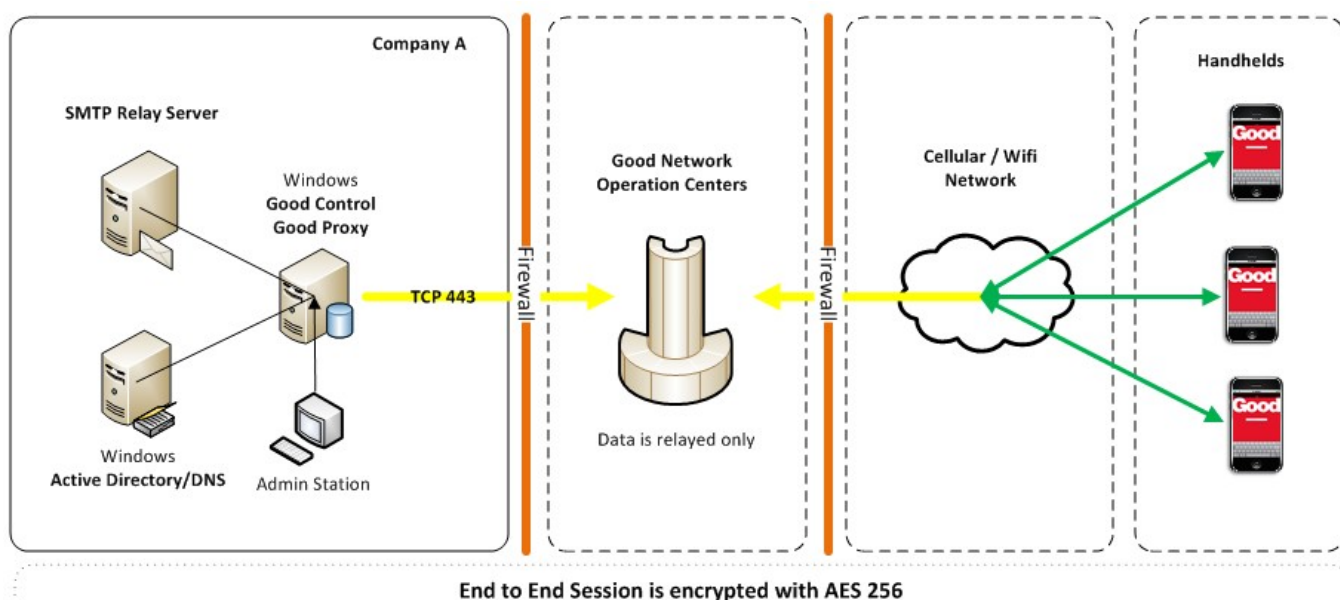 Company A
SMTP Relay Server
Windows
Good Control
Good Proxy
TCP 443
Windows
Active Directory/DNS
Admin Station
Firewall
Good Network
Operation Centers
Data is relayed only
Firewall
Cellular / Wifi
Network
Handhelds
Good
Good
Good
End to End Session is encrypted with AES 256